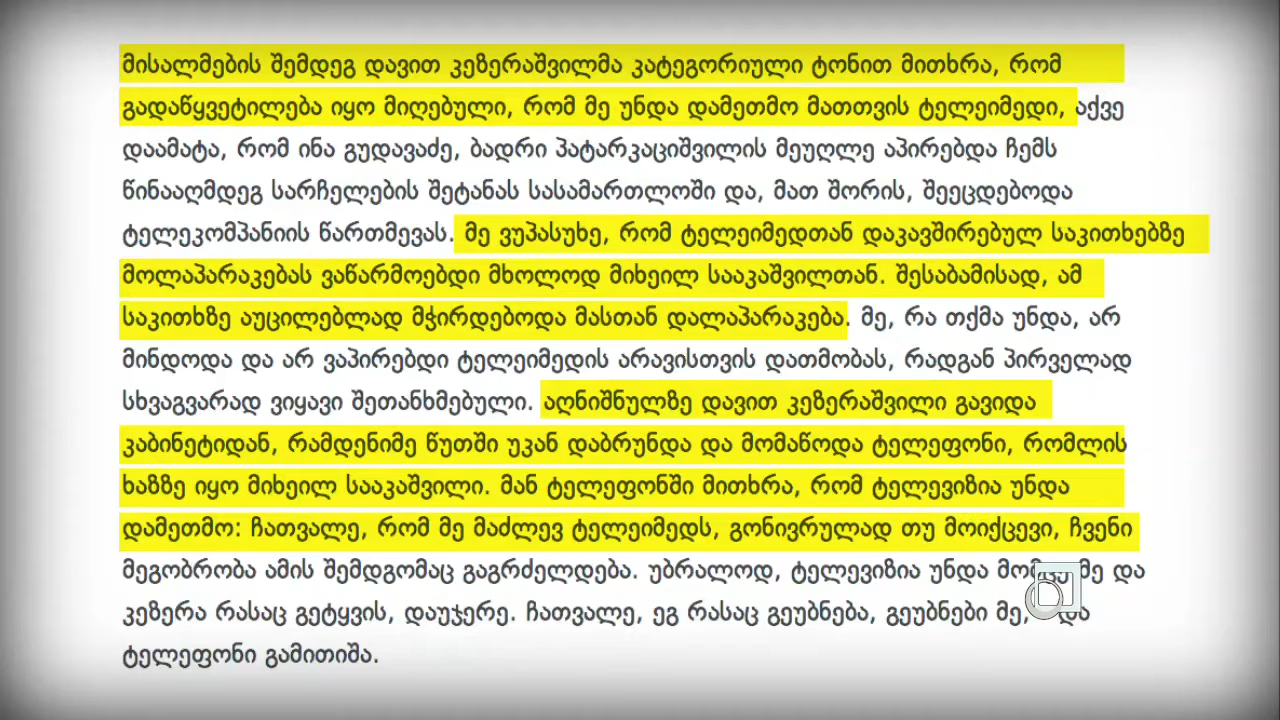 მისალმების შემდეგ დავით კეზერაშვილმა კატეგორიული ტონით მითხრა, რომ
გადაწყვეტილება იყო მიღებული, რომ მე უნდა დამეთმო მათთვის ტელეიმედი, აქვე
დაამატა, რომ ინა გუდავაძე, ბადრი პატარკაციშვილის მეუღლე აპირებდა ჩემს
წინააღმდეგ სარჩელების შეტანას სასამართლოში და, მათ შორის, შეეცდებოდა
ტელეკომპანიის წართმევას. მე ვუპასუხე, რომ ტელეიმედთან დაკავშირებულ საკითხებზე
მოლაპარაკებას ვაწარმოებდი მხოლოდ მიხეილ სააკაშვილთან. შესაბამისად, ამ
საკითხზე აუცილებლად მჭირდებოდა მასთან დალაპარაკება. მე, რა თქმა უნდა, არ
მინდოდა და არ ვაპირებდი ტელეიმედის არავისთვის დათმობას, რადგან პირველად
სხვაგვარად ვიყავი შეთანხმებული. აღნიშნულზე დავით კეზერაშვილი გავიდა
კაბინეტიდან, რამდენიმე წუთში უკან დაბრუნდა და მომაწოდა ტელეფონი, რომლის
ხაზზე იყო მიხეილ სააკაშვილი. მან ტელეფონში მითხრა, რომ ტელევიზია უნდა
დამეთმო: ჩათვალე, რომ მე მაძლევ ტელეიმედს, გონივრულად თუ მოიქცევი, ჩვენი
მეგობრობა ამის შემდგომაც გაგრძელდება. უბრალოდ, ტელევიზია უნდა მე და
კეზერა რასაც გეტყვის, დაუჯერე. ჩათვალე, ეგ რასაც გეუბნება, გეუბნები მე,
ტელეფონი გამითიშა.